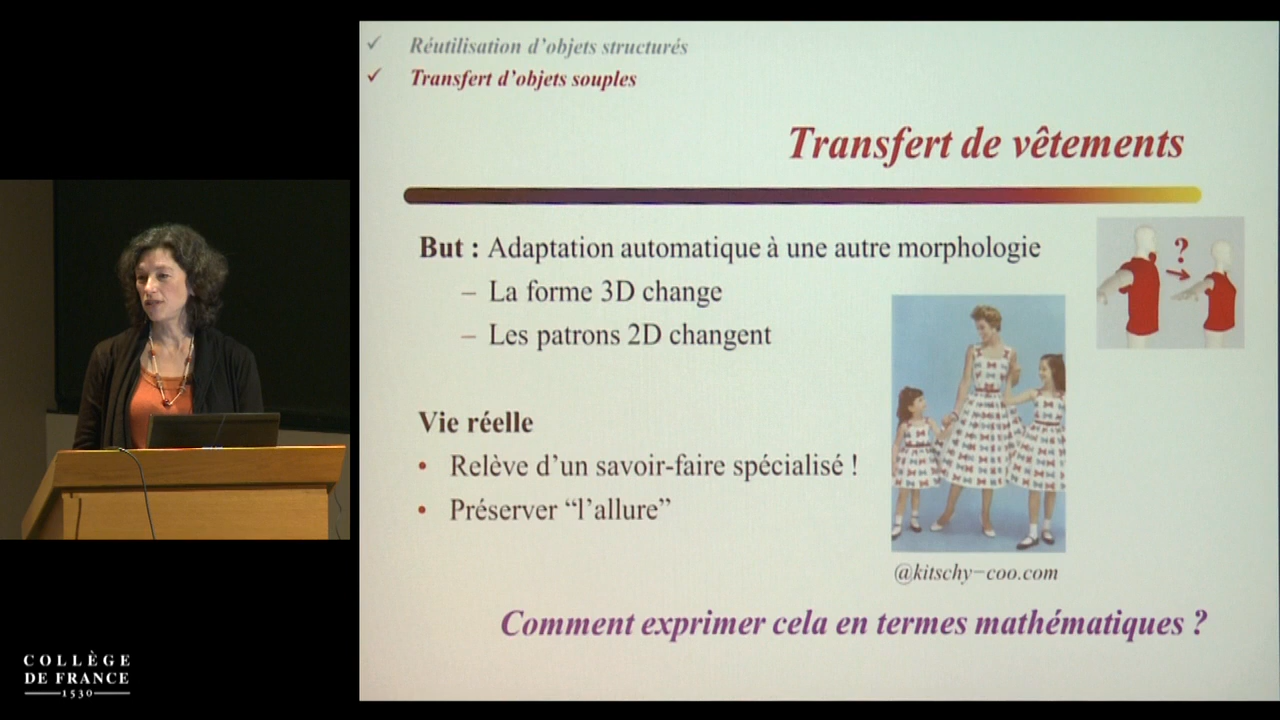 ✓ Réutilisation d'objets structurés
✓ Transfert d'objets souples
Transfert de vêtements
But : Adaptation automatique à une autre morphologie
– La forme 3D change
– Les patrons 2D changent
?
Vie réelle
• Relève d'un savoir-faire spécialisé !
• Préserver “l'allure”
@kitschy-coo.com
Comment exprimer cela en termes mathématiques ?
COLLÈGE
DE FRANCE
1530